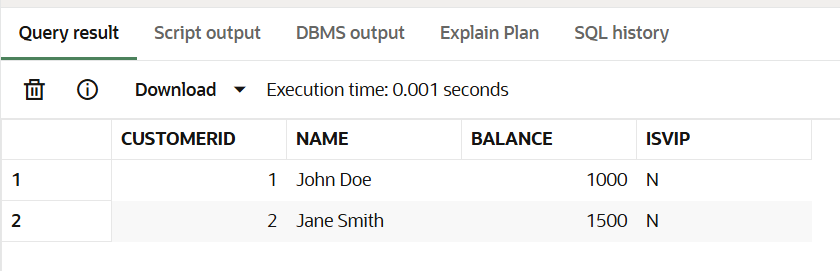 Query result Script output DBMS output Explain Plan SQL history
Download Execution time: 0.001 seconds
CUSTOMERID NAME BALANCE ISVIP
1 1 John Doe 1000 N
2 2 Jane Smith 1500 N